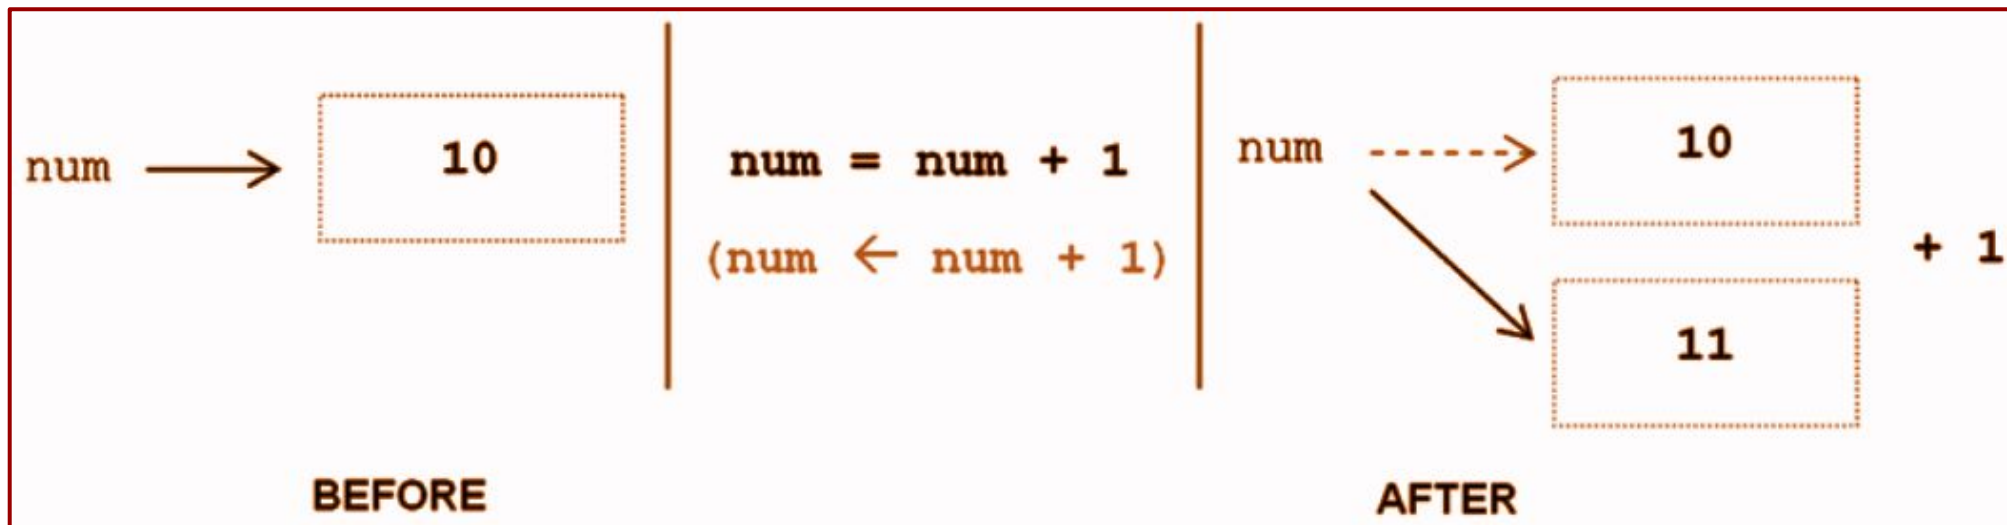 num → 10
num = num + 1
(num ← num + 1)
num
10
+ 1
11
BEFORE
AFTER